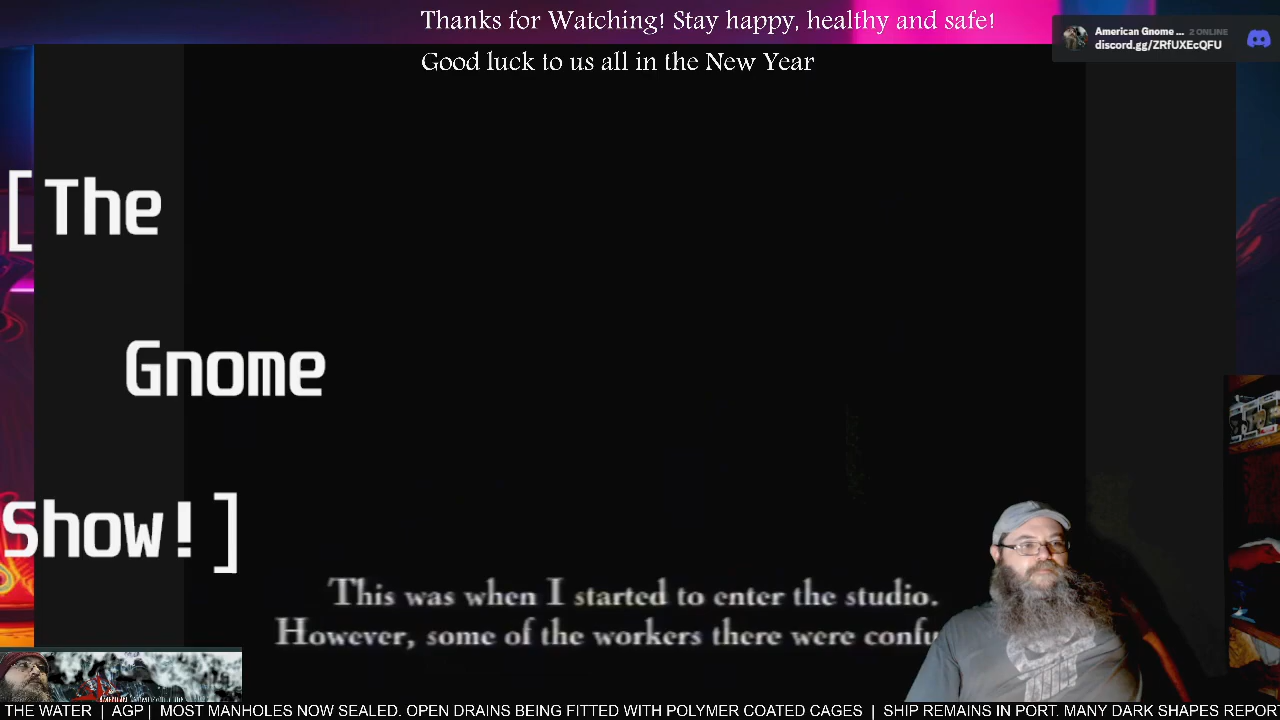 Thanks for Watching! Stay happy, healthy and safe!
Good luck to us all in the New Year
American Gnome ... 2 ONLINE
discord.gg/ZRfUXEcQFU
[The
Gnome
Show!]
This was when I started to enter the studio.
However, some of the workers there were confu
THE WATER | AGP | MOST MANHOLES NOW SEALED. OPEN DRAINS BEING FITTED WITH POLYMER COATED CAGES | SHIP REMAINS IN PORT. MANY DARK SHAPES REPOR